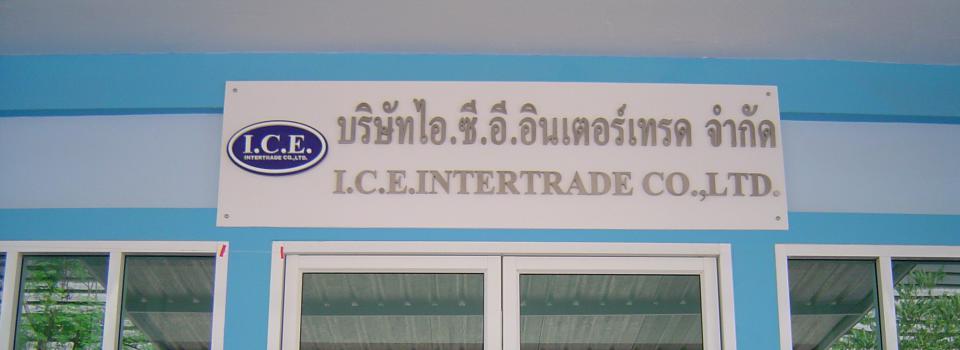 I.C.E.
INTERTRADE CO.,LTD.
บริษัทไอ.ซี.อี.อินเตอร์เทรด จำกัด
I.C.E.INTERTRADE CO.,LTD.